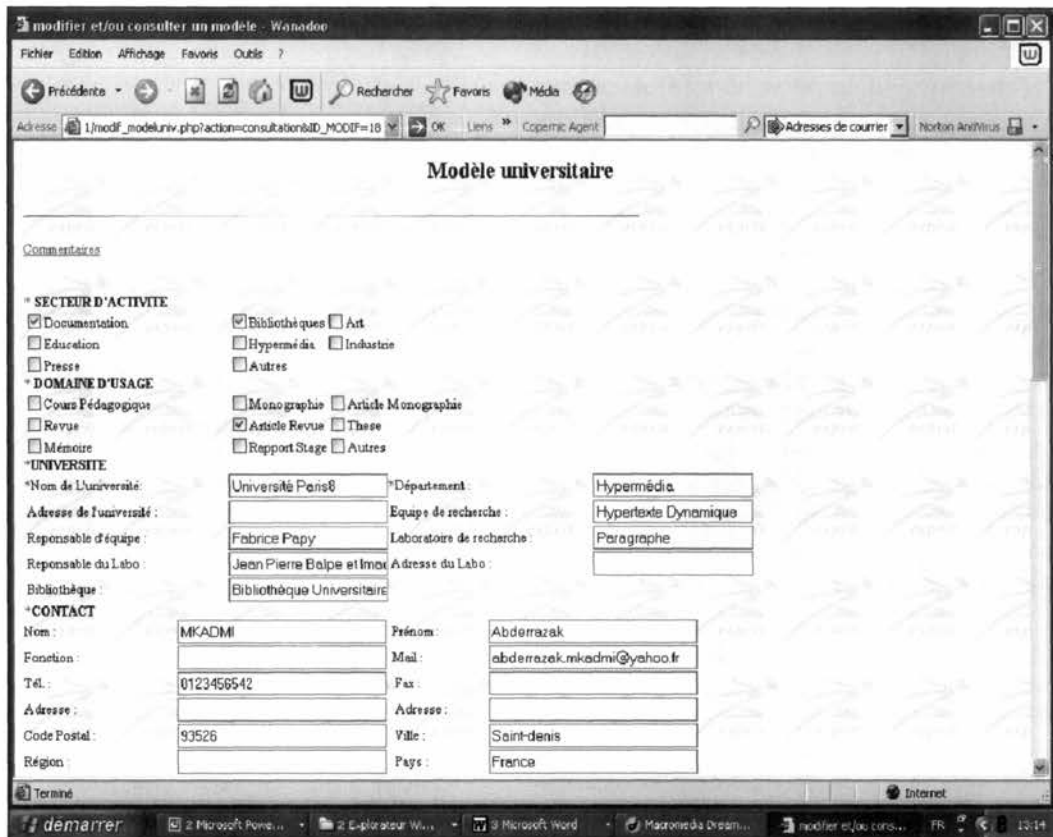 modifier et/ou consulter un modèle - Wanadoo
Fichier Edition Affichage Favoris Outils ?
Précédente Rechercher Favoris Média
Adresse 1/modif_modeluniv.php?action=consultation&ID_MODIF=18 OK Liens » Copernic Agent Adresses de courrier Norton AntiVirus
Modèle universitaire
Commentaires
* SECTEUR D'ACTIVITE
Documentation Bibliothèques Art
Education Hypermédia Industrie
Presse Autres
* DOMAINE D'USAGE
Cours Pédagogique Monographie Article Monographie
Revue Article Revue These
Mémoire Rapport Stage Autres
*UNIVERSITE
*Nom de L'université: Université Paris8 *Département : Hypermédia
Adresse de l'université : Equipe de recherche : Hypertexte Dynamique
Reponsable d'équipe : Fabrice Papy Laboratoire de recherche : Paragraphe
Reponsable du Labo : Jean Pierre Balpe et Imad Adresse du Labo :
Bibliothèque : Bibliothèque Universitaire
*CONTACT
Nom : MKADMI Prénom : Abderrazak
Fonction : Mail : abderrazak.mkadmi@yahoo.fr
Tél. : 0123456542 Fax :
Adresse : Adresse :
Code Postal : 93526 Ville : Saint-denis
Région : Pays : France
Terminé Internet
démarrer 2 Microsoft Powe... 2 Explorateur Wi... 3 Microsoft Word Macromedia Dream... modifier et/ou cons... FR 13:14